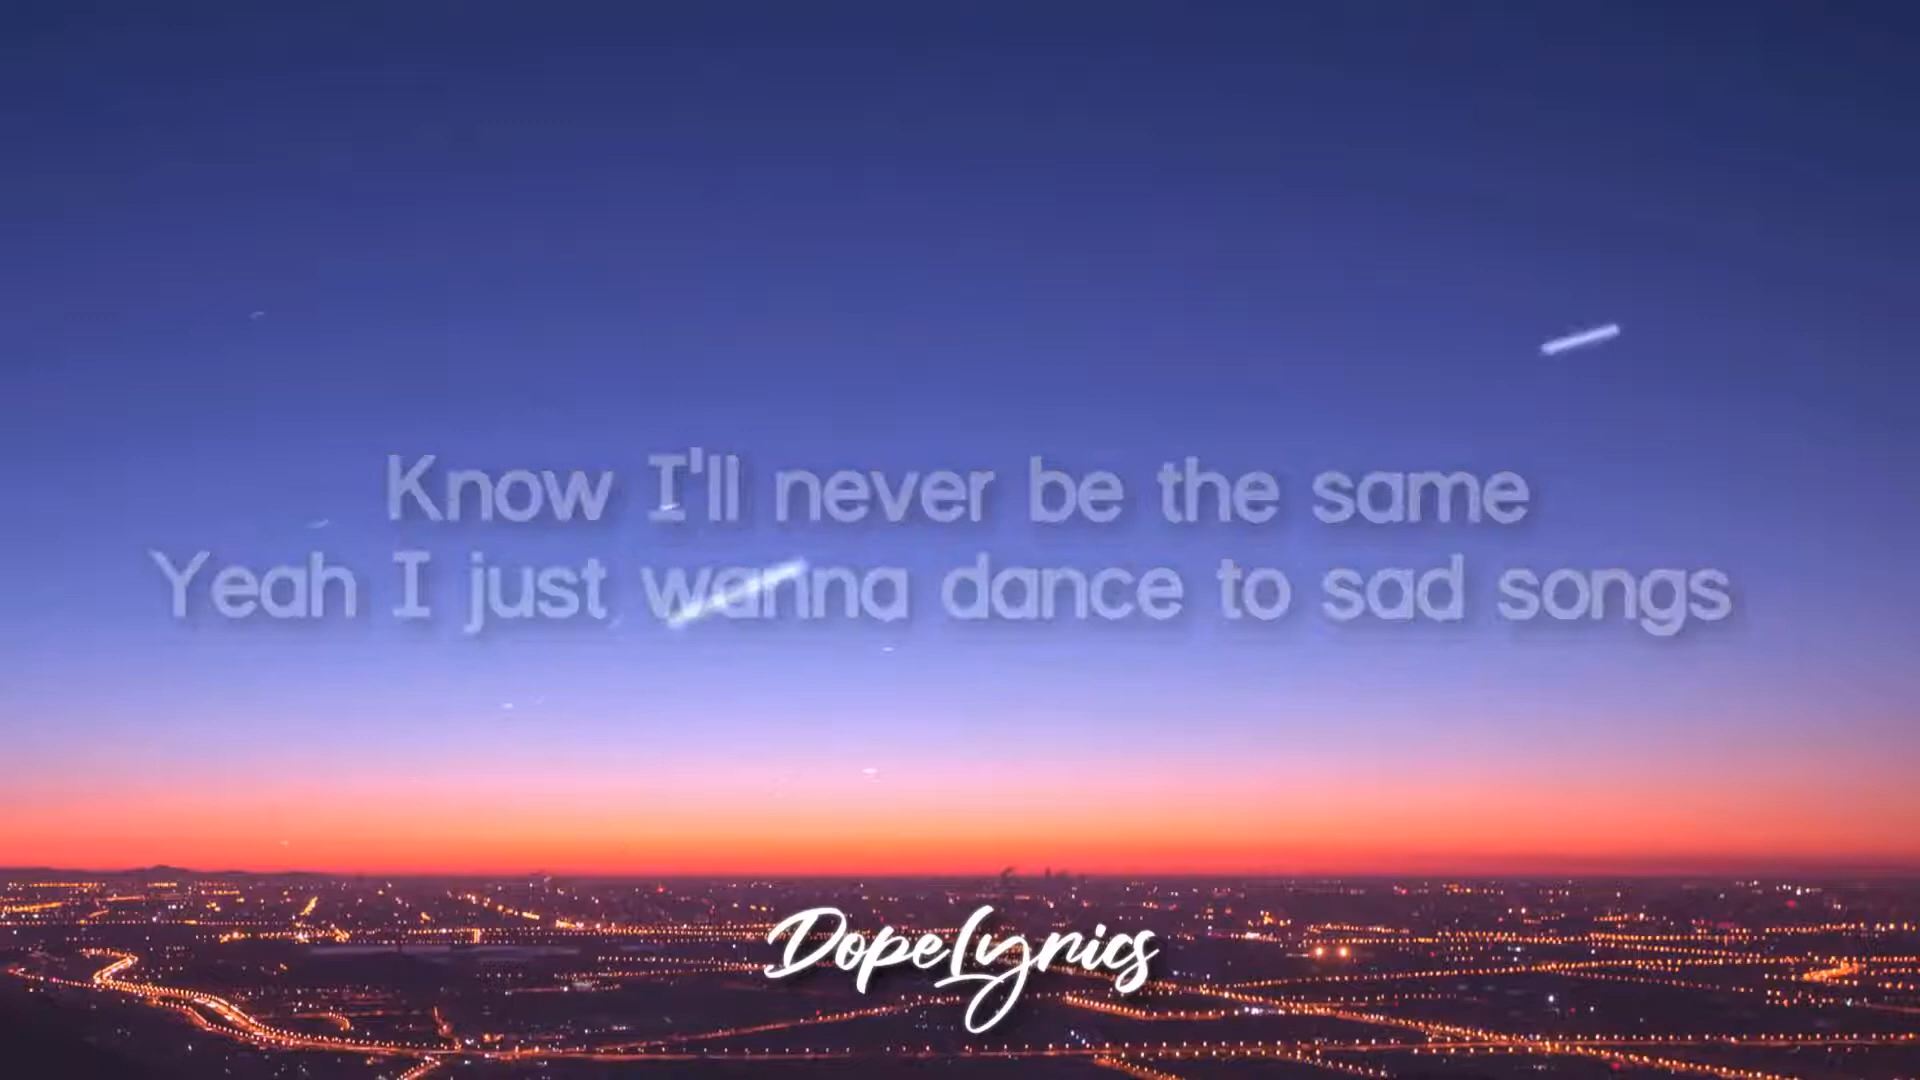 Know I'll never be the same
Yeah I just wanna dance to sad songs
DopeLyrics